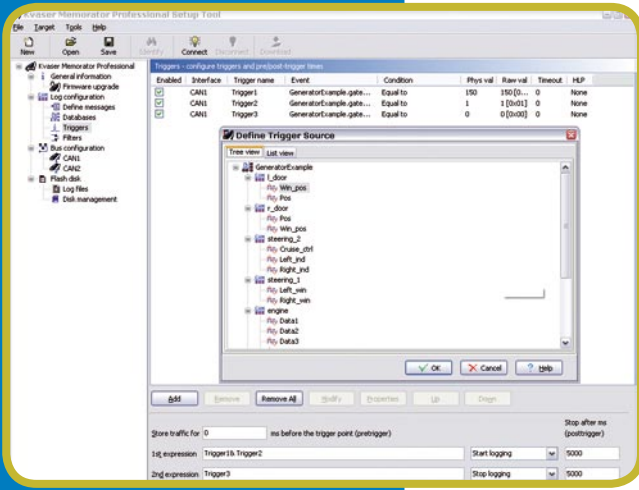 Kvaser Memorator Professional Setup Tool
File Target Tools Help
New Open Save Identify Connect Disconnect Download
Kvaser Memorator Professional
General information
Firmware upgrade
Log configuration
Define messages
Databases
Triggers
Filters
Bus configuration
CAN1
CAN2
Flash disk
Log files
Disk management
Triggers - configure triggers and pre/post-trigger times
Enabled Interface Trigger name Event Condition Phys val Raw val Timeout HLP
CAN1 Trigger1 GeneratorExample.gate... Equal to 150 150 [0... 0 None
CAN1 Trigger2 GeneratorExample.gate... Equal to 1 1 [0x01] 0 None
CAN1 Trigger3 GeneratorExample.gate... Equal to 0 0 [0x00] 0 None
Define Trigger Source
Tree view List view
GeneratorExample
l_door
Win_pos
Pos
r_door
Pos
Win_pos
steering_2
Cruise_ctrl
Left_ind
Right_ind
steering_1
Left_win
Right_win
engine
Data1
Data2
Data3
OK Cancel Help
Add Remove Remove All Modify Properties Up Down
Store traffic for 0 ms before the trigger point (pretrigger)
Stop after ms
(posttrigger)
1st expression Trigger1& Trigger2 Start logging 5000
2nd expression Trigger3 Stop logging 5000